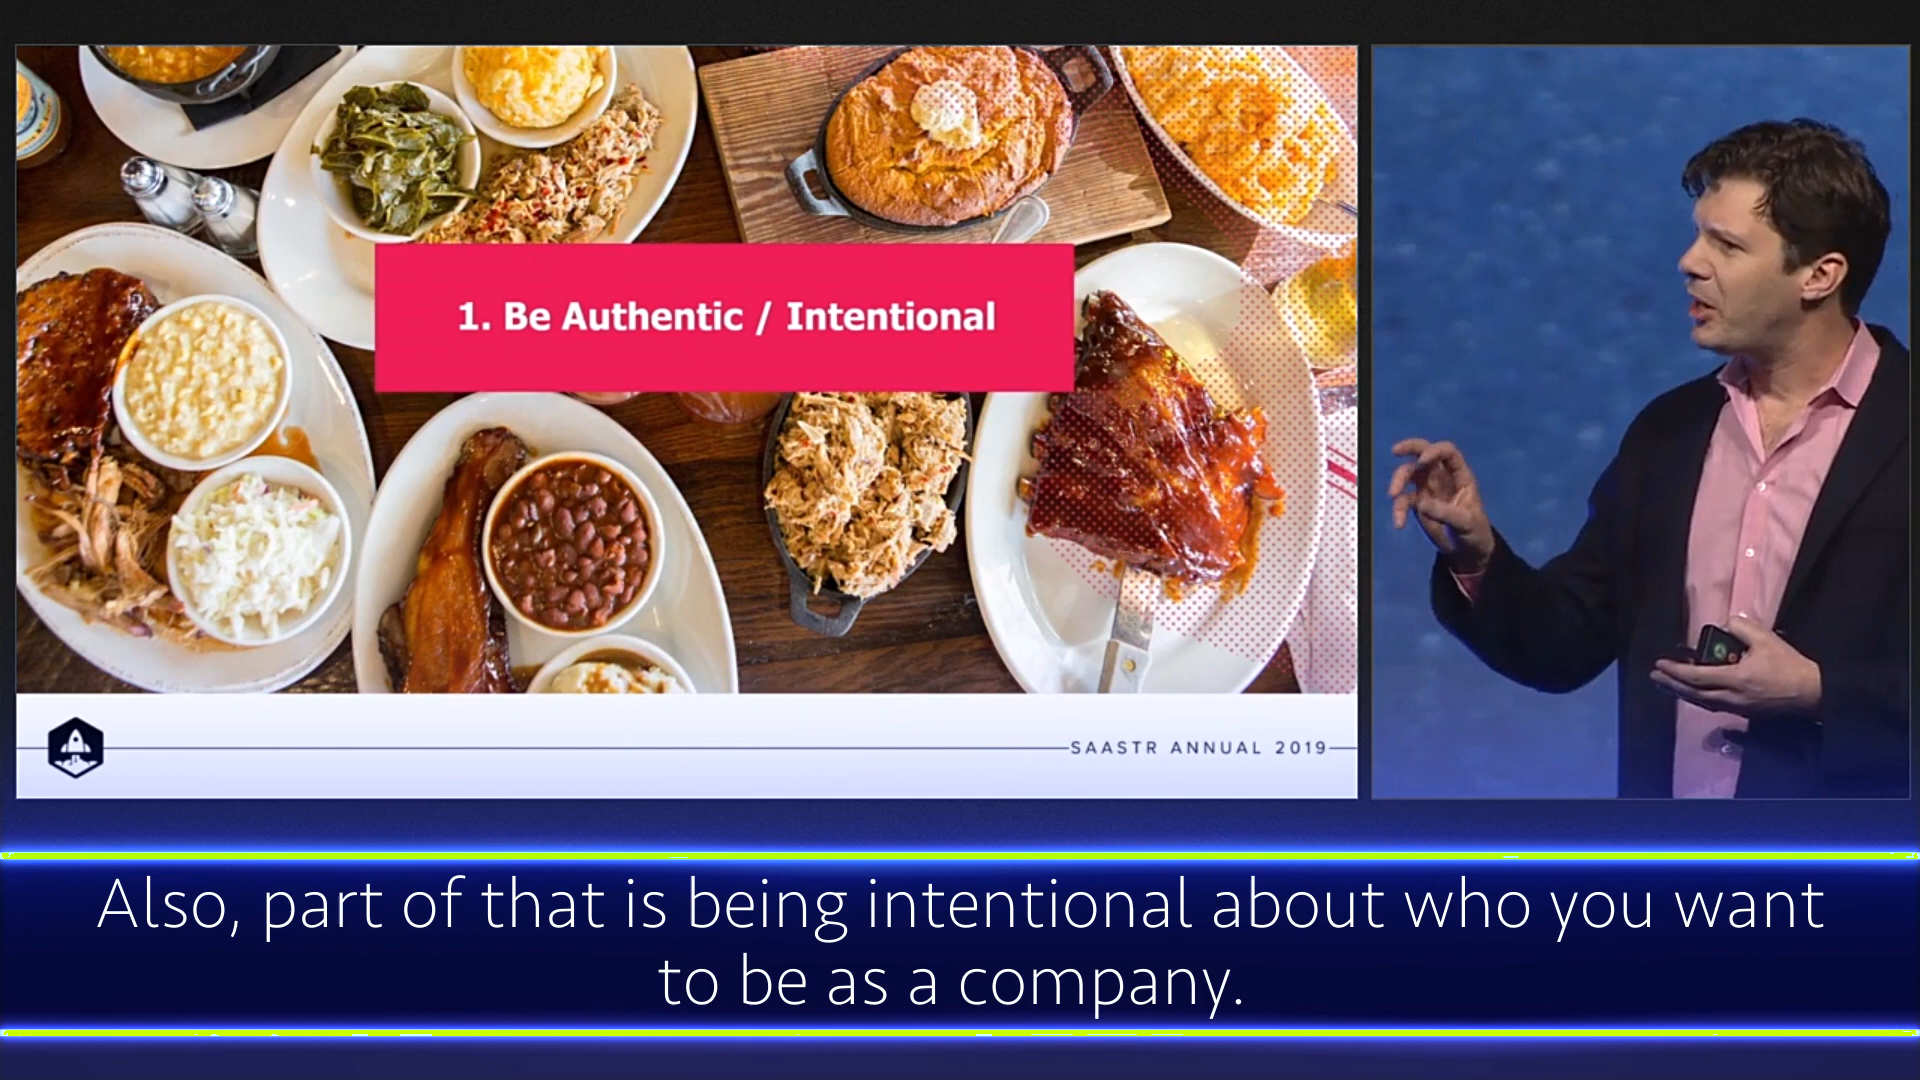 1. Be Authentic / Intentional
SAASTR ANNUAL 2019
Also, part of that is being intentional about who you want
to be as a company.